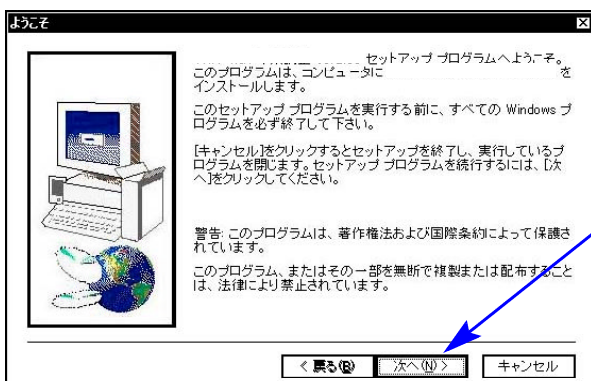 ようこそ
セットアップ プログラムへようこそ。
このプログラムは、コンピュータに を
インストールします。
このセットアップ プログラムを実行する前に、すべての Windows プ
ログラムを必ず終了して下さい。
[キャンセル]をクリックするとセットアップを終了し、実行しているプ
ログラムを閉じます。セットアップ プログラムを続行するには、[次
へ]をクリックしてください。
警告: このプログラムは、著作権法および国際条約によって保護さ
れています。
このプログラム、またはその一部を無断で複製または配布すること
は、法律により禁止されています。
< 戻る(B)
次へ(N) >
キャンセル